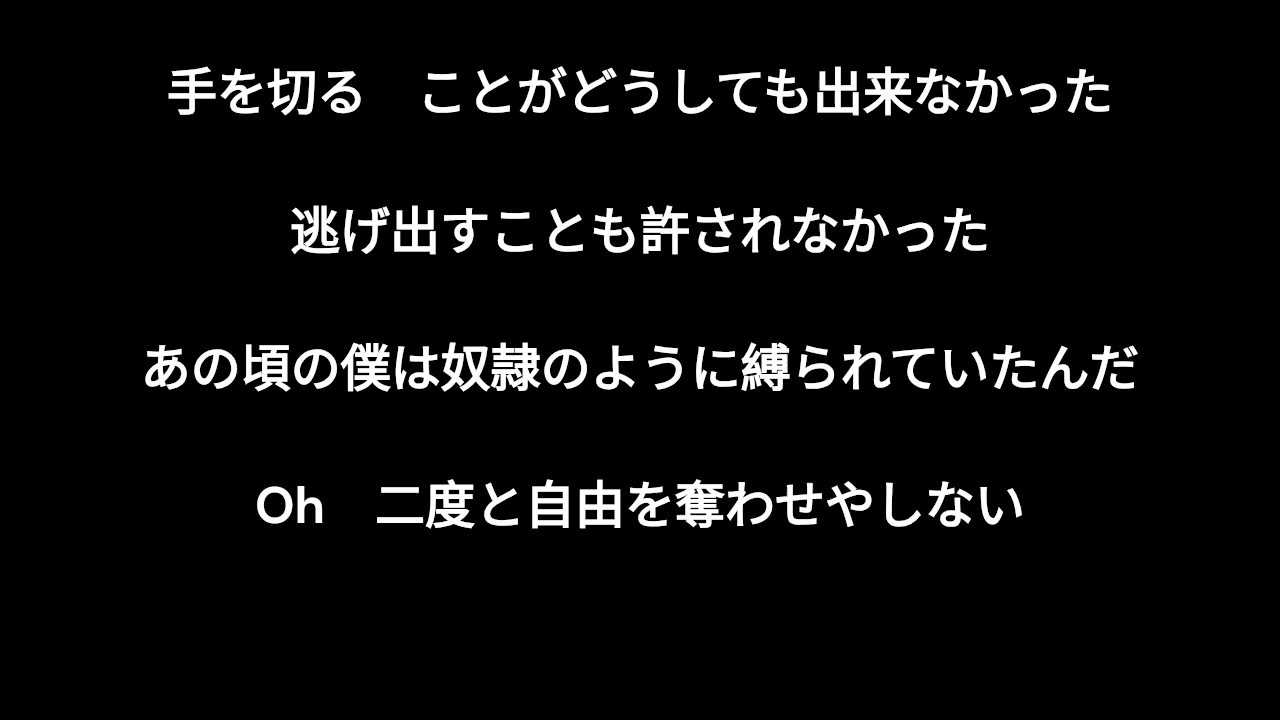 手を切る　ことがどうしても出来なかった
逃げ出すことも許されなかった
あの頃の僕は奴隷のように縛られていたんだ
Oh　二度と自由を奪わせやしない